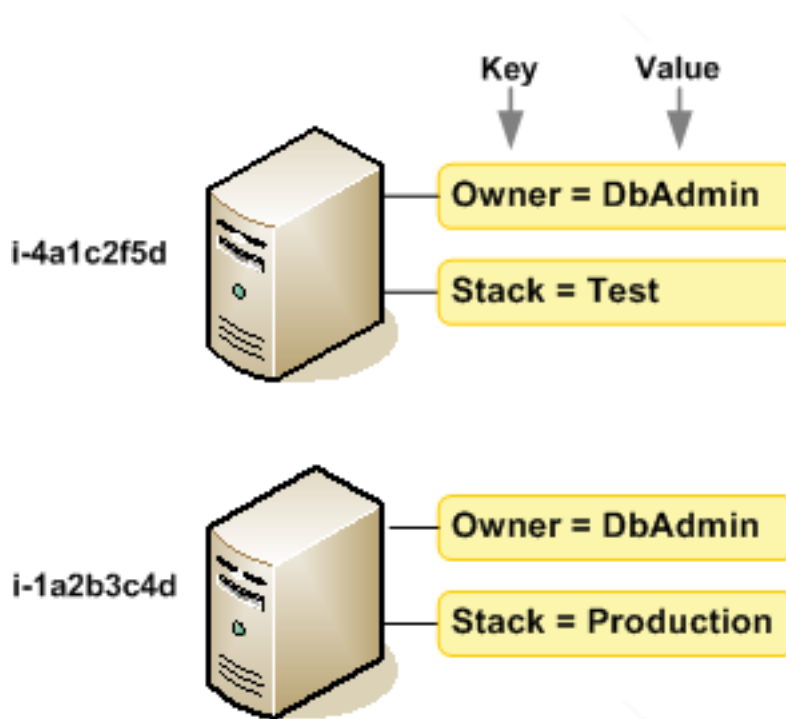 Key Value
Owner = DbAdmin
i-4a1c2f5d
Stack = Test
Owner = DbAdmin
i-1a2b3c4d
Stack = Production